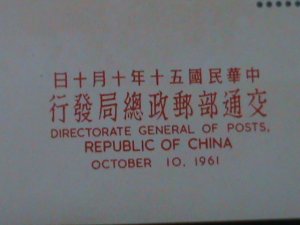 中華民國五十年十月十日
交通部郵政總局發行
DIRECTORATE GENERAL OF POSTS,
REPUBLIC OF CHINA
OCTOBER 10, 1961